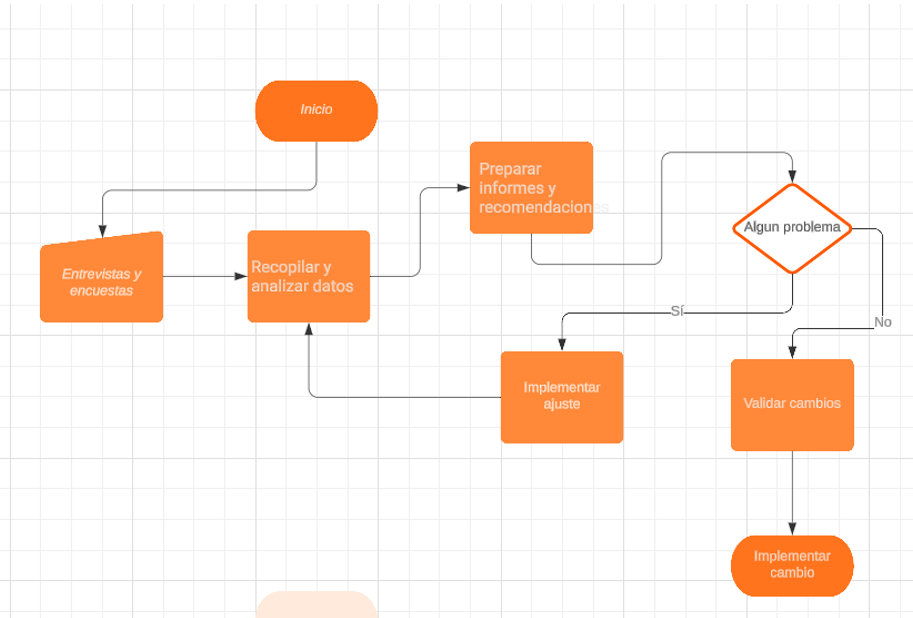 Inicio
Preparar
informes y
recomendaciones
Algun problema
Entrevistas y
encuestas
Recopilar y
analizar datos
Sí
No
Implementar
ajuste
Validar cambios
Implementar
cambio